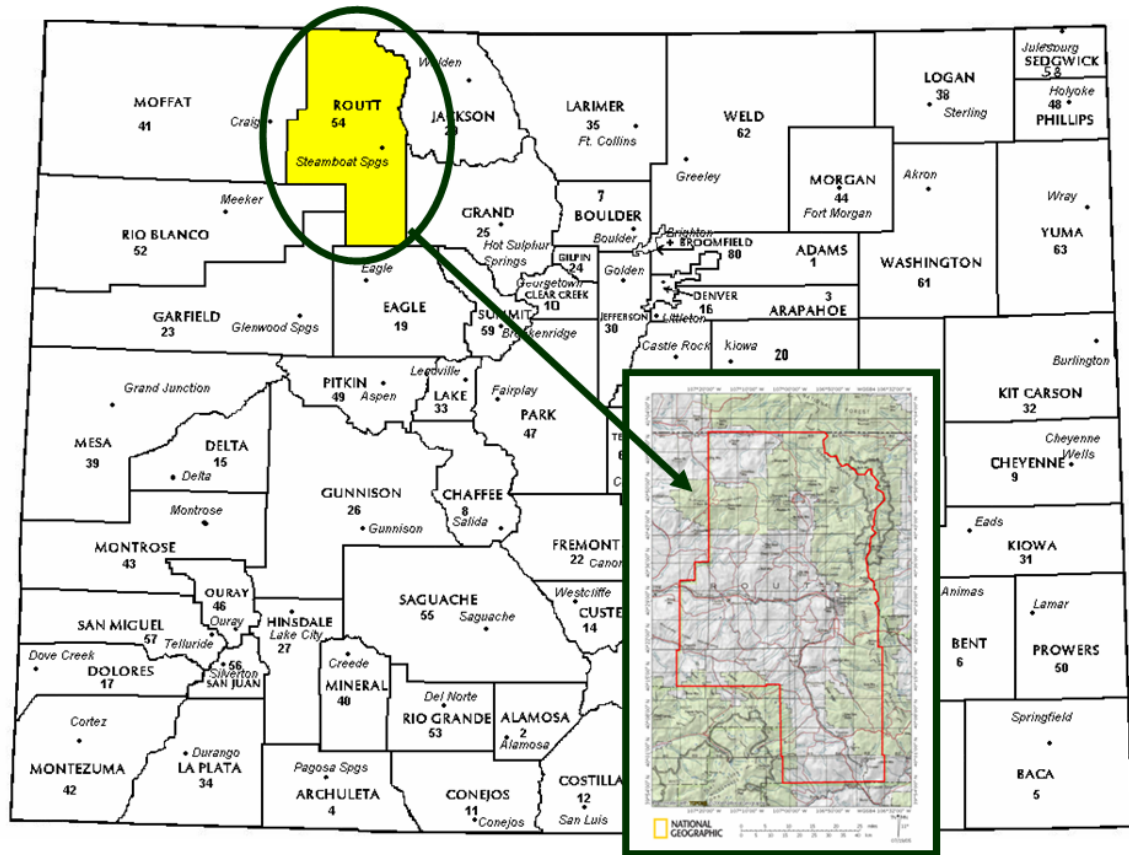 MOFFAT
41
Craig
ROUTT
54
Steamboat Spgs
Walden
JACKSON
LARIMER
35
Ft. Collins
WELD
62
Greeley
LOGAN
38
Sterling
Julesburg
SEDGWICK
58
Holyoke
48
PHILLIPS
MORGAN
44
Fort Morgan
Akron
WASHINGTON
61
Wray
YUMA
63
Meeker
RIO BLANCO
52
GRAND
25
Hot Sulphur
Springs
7
BOULDER
Boulder
Brighton
BROOMFIELD
80
ADAMS
1
GILPIN
24
Golden
Georgetown
CLEAR CREEK
10
JEFFERSON
30
DENVER
16
3
ARAPAHOE
Littleton
GARFIELD
23
Glenwood Spgs
Eagle
EAGLE
19
SUMMIT
59
Breckenridge
Castle Rock
Kiowa
20
Burlington
KIT CARSON
32
Grand Junction
MESA
39
PITKIN
49
Aspen
Leadville
LAKE
33
Fairplay
PARK
47
DELTA
15
Delta
GUNNISON
26
Gunnison
CHAFFEE
8
Salida
Cheyenne
Wells
CHEYENNE
9
Montrose
MONTROSE
43
FREMONT
22
Canon
Eads
KIOWA
31
OURAY
46
Ouray
SAN MIGUEL
57
Telluride
HINSDALE
Lake City
27
SAGUACHE
55
Saguache
Westcliffe
CUSTE
14
Animas
BENT
6
Lamar
PROWERS
50
Dove Creek
DOLORES
17
56
Silverton
SAN JUAN
Creede
MINERAL
40
Del Norte
RIO GRANDE
53
ALAMOSA
2
Alamosa
Cortez
MONTEZUMA
42
Durango
LA PLATA
34
Pagosa Spgs
ARCHULETA
4
CONEJOS
11
Conejos
COSTILLA
12
San Luis
Springfield
BACA
5
NATIONAL
GEOGRAPHIC